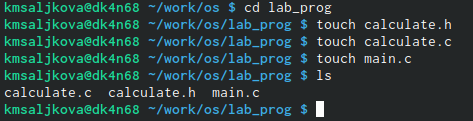 kmsaljkova@dk4n68 ~/work/os $ cd lab_prog
kmsaljkova@dk4n68 ~/work/os/lab_prog $ touch calculate.h
kmsaljkova@dk4n68 ~/work/os/lab_prog $ touch calculate.c
kmsaljkova@dk4n68 ~/work/os/lab_prog $ touch main.c
kmsaljkova@dk4n68 ~/work/os/lab_prog $ ls
calculate.c  calculate.h  main.c
kmsaljkova@dk4n68 ~/work/os/lab_prog $